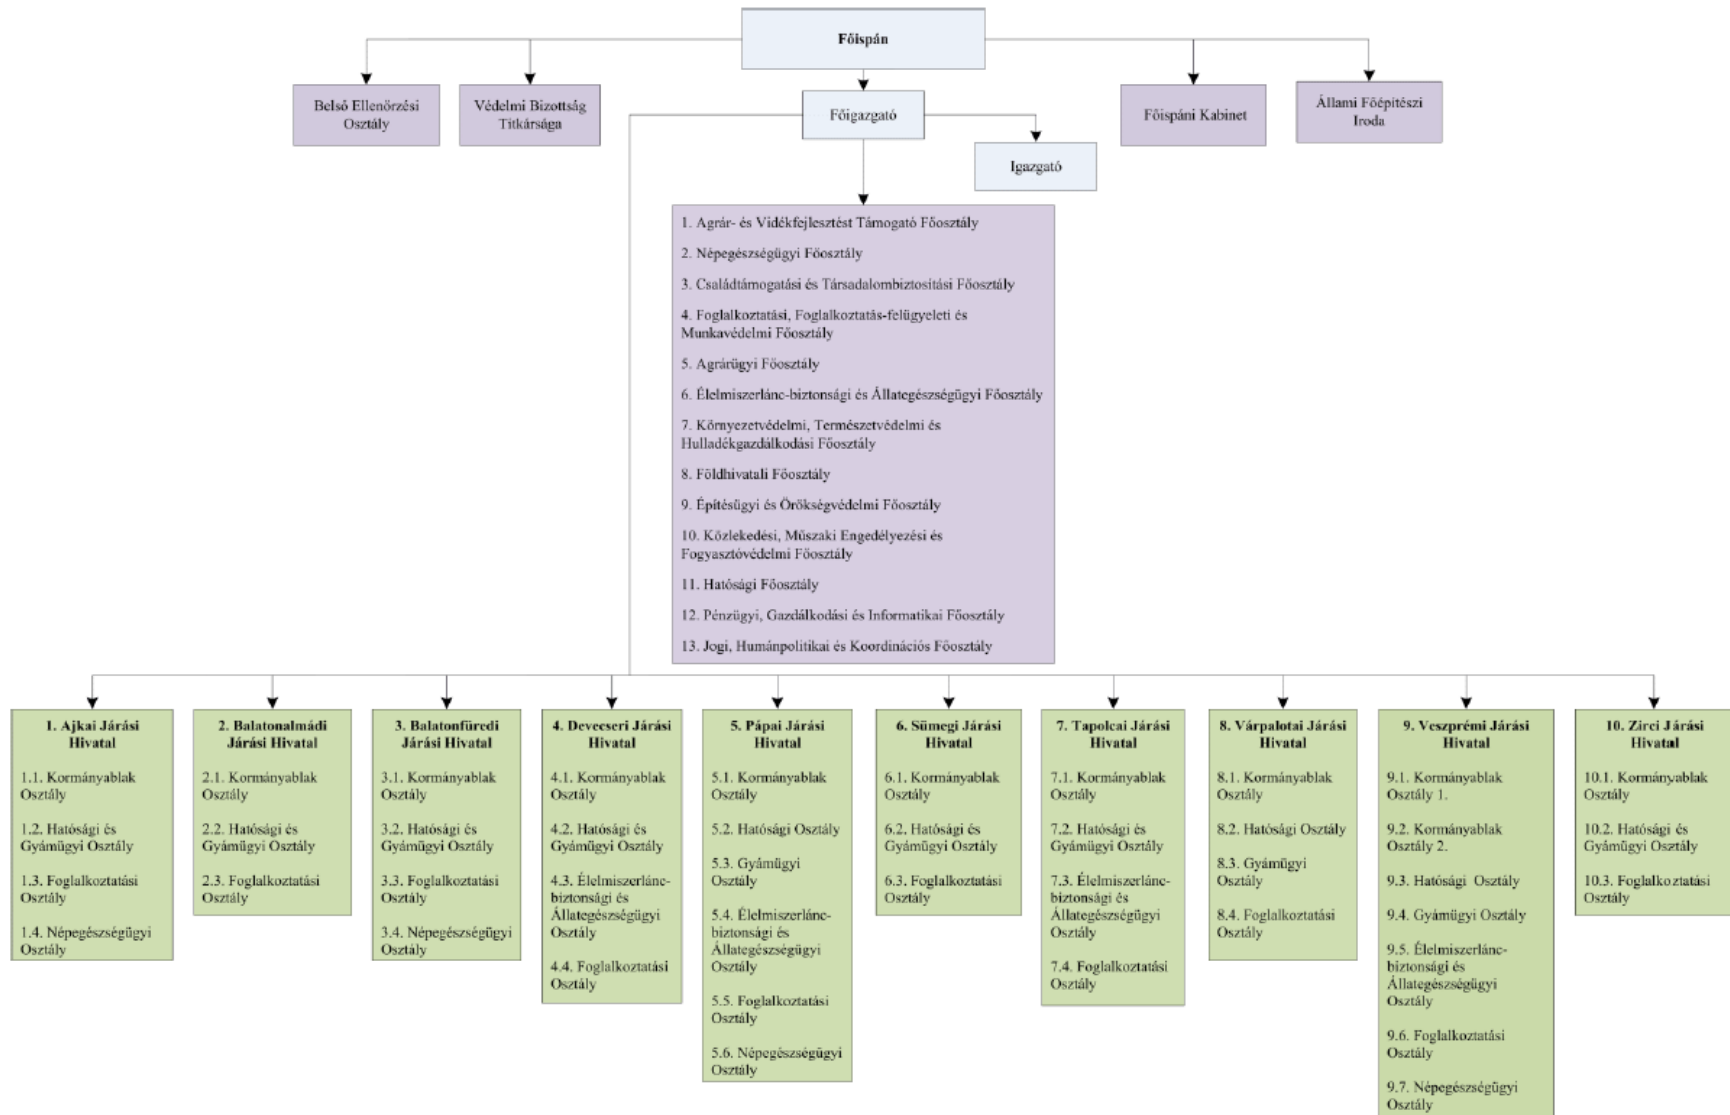 Főispán
Belső Ellenőrzési
Osztály
Védelmi Bizottság
Titkársága
Főigazgató
Igazgató
Főispáni Kabinet
Állami Főépítészi
Iroda
1. Agrár- és Vidékfejlesztést Támogató Főosztály
2. Népegészségügyi Főosztály
3. Családtámogatási és Társadalombiztosítási Főosztály
4. Foglalkoztatási, Foglalkoztatás-felügyeleti és
Munkavédelmi Főosztály
5. Agrárügyi Főosztály
6. Élelmiszerlánc-biztonsági és Állategészségügyi Főosztály
7. Környezetvédelmi, Természetvédelmi és
Hulladékgazdálkodási Főosztály
8. Földhivatali Főosztály
9. Építésügyi és Örökségvédelmi Főosztály
10. Közlekedési, Műszaki Engedélyezési és
Fogyasztóvédelmi Főosztály
11. Hatósági Főosztály
12. Pénzügyi, Gazdálkodási és Informatikai Főosztály
13. Jogi, Humánpolitikai és Koordinációs Főosztály
1. Ajkai Járási
Hivatal
1.1. Kormányablak
Osztály
1.2. Hatósági és
Gyámügyi Osztály
1.3. Foglalkoztatási
Osztály
1.4. Népegészségügyi
Osztály
2. Balatonalmádi
Járási Hivatal
2.1. Kormányablak
Osztály
2.2. Hatósági és
Gyámügyi Osztály
2.3. Foglalkoztatási
Osztály
3. Balatonfüredi
Járási Hivatal
3.1. Kormányablak
Osztály
3.2. Hatósági és
Gyámügyi Osztály
3.3. Foglalkoztatási
Osztály
3.4. Népegészségügyi
Osztály
4. Devecseri Járási
Hivatal
4.1. Kormányablak
Osztály
4.2. Hatósági és
Gyámügyi Osztály
4.3. Élelmiszerlánc-
biztonsági és
Állategészségügyi
Osztály
4.4. Foglalkoztatási
Osztály
5. Pápai Járási
Hivatal
5.1. Kormányablak
Osztály
5.2. Hatósági Osztály
5.3. Gyámügyi
Osztály
5.4. Élelmiszerlánc-
biztonsági és
Állategészségügyi
Osztály
5.5. Foglalkoztatási
Osztály
5.6. Népegészségügyi
Osztály
6. Sümegi Járási
Hivatal
6.1. Kormányablak
Osztály
6.2. Hatósági és
Gyámügyi Osztály
6.3. Foglalkoztatási
Osztály
7. Tapolcai Járási
Hivatal
7.1. Kormányablak
Osztály
7.2. Hatósági és
Gyámügyi Osztály
7.3. Élelmiszerlánc-
biztonsági és
Állategészségügyi
Osztály
7.4. Foglalkoztatási
Osztály
8. Várpalotai Járási
Hivatal
8.1. Kormányablak
Osztály
8.2. Hatósági Osztály
8.3. Gyámügyi
Osztály
8.4. Foglalkoztatási
Osztály
9. Veszprémi Járási
Hivatal
9.1. Kormányablak
Osztály 1.
9.2. Kormányablak
Osztály 2.
9.3. Hatósági Osztály
9.4. Gyámügyi Osztály
9.5. Élelmiszerlánc-
biztonsági és
Állategészségügyi
Osztály
9.6. Foglalkoztatási
Osztály
9.7. Népegészségügyi
Osztály
10. Zirci Járási
Hivatal
10.1. Kormányablak
Osztály
10.2. Hatósági és
Gyámügyi Osztály
10.3. Foglalkoztatási
Osztály